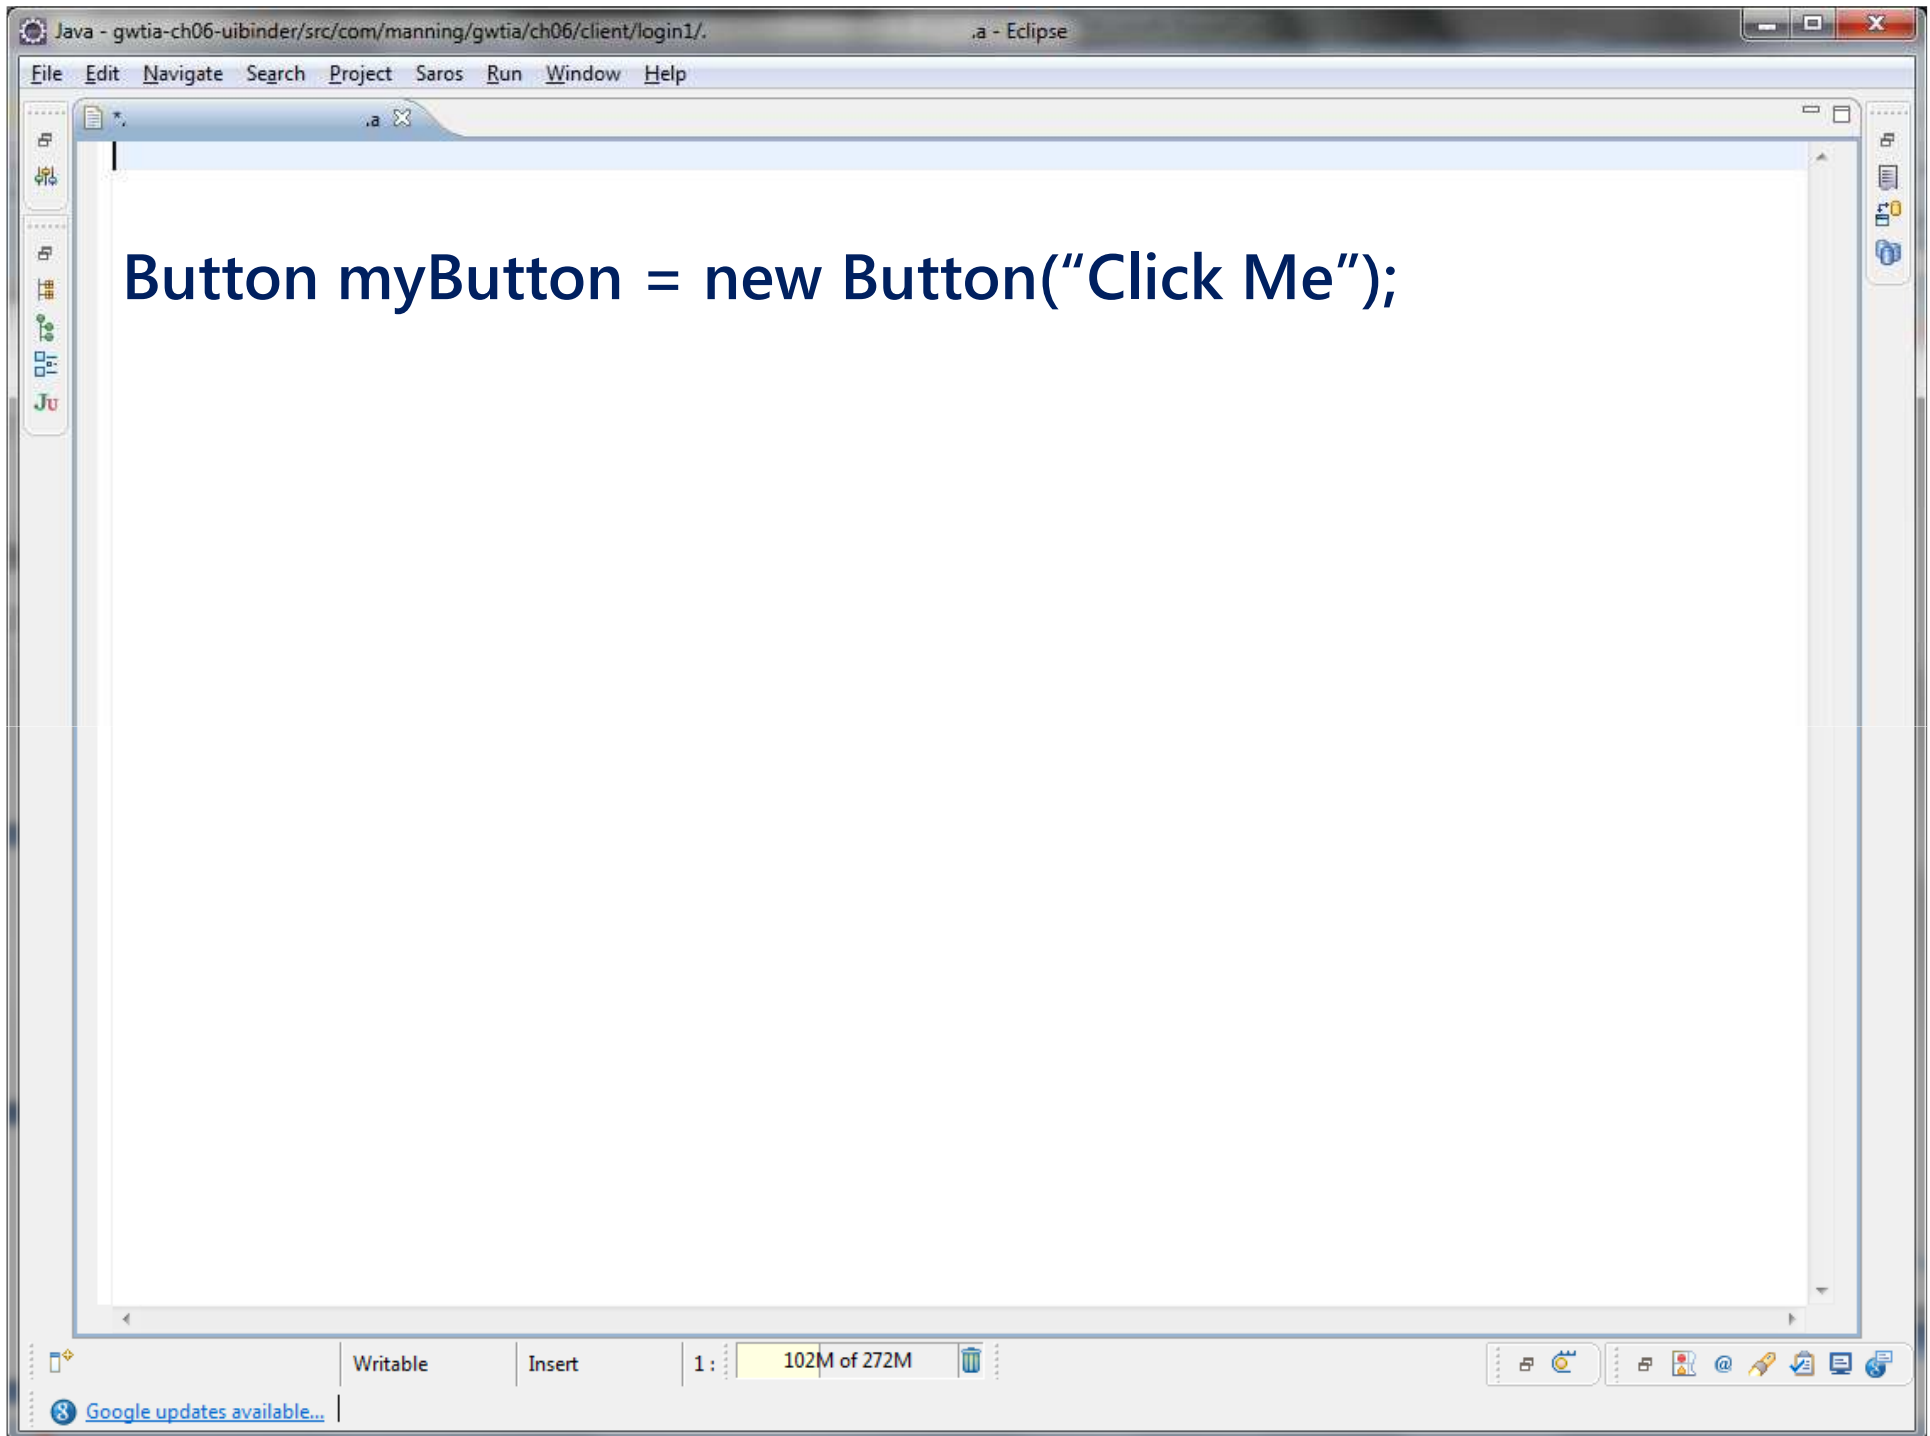 Java - gwtia-ch06-uibinder/src/com/manning/gwtia/ch06/client/login1/. .a - Eclipse
File Edit Navigate Search Project Saros Run Window Help
*. .a
Button myButton = new Button(“Click Me”);
Ju
Writable Insert 1 : 102M of 272M
Google updates available...